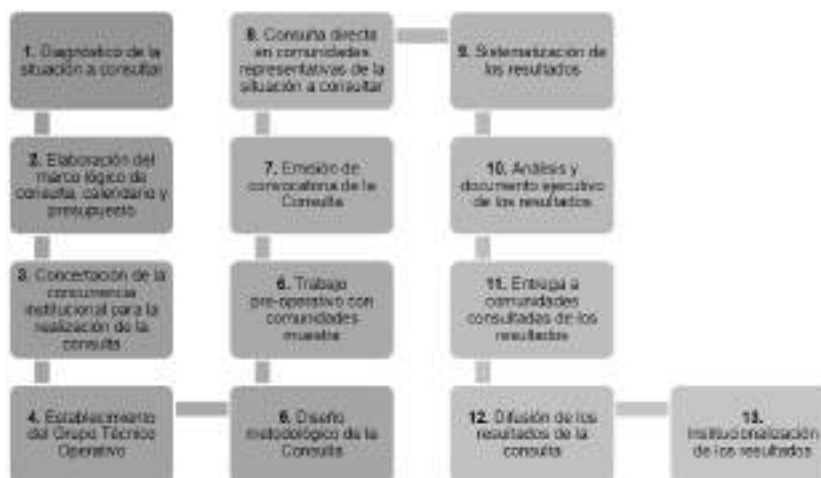 1. Diagnóstico de la
situación a consultar
2. Elaboración del
marco lógico de
consulta, calendario y
presupuesto
3. Concertación de la
concurrencia
institucional para la
realización de la
consulta
4. Establecimiento
del Grupo Técnico
Operativo
5. Diseño
metodológico de la
Consulta
6. Trabajo
pre-operativo con
comunidades
muestra
7. Emisión de
convocatoria de la
Consulta
8. Consulta directa
en comunidades
representativas de la
situación a consultar
9. Sistematización de
los resultados
10. Análisis y
documento ejecutivo
de los resultados
11. Entrega a
comunidades
consultadas de los
resultados
12. Difusión de los
resultados de la
consulta
13.
Institucionalización
de los resultados